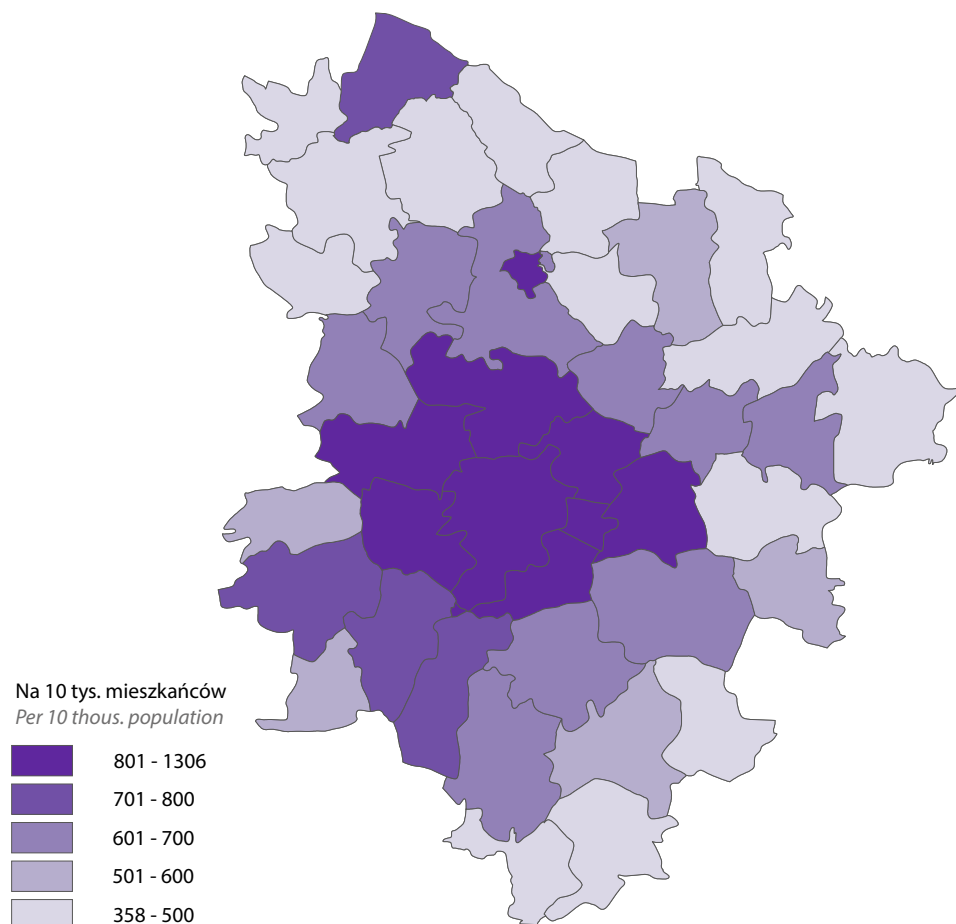 Na 10 tys. mieszkańców
Per 10 thous. population
801 - 1306
701 - 800
601 - 700
501 - 600
358 - 500